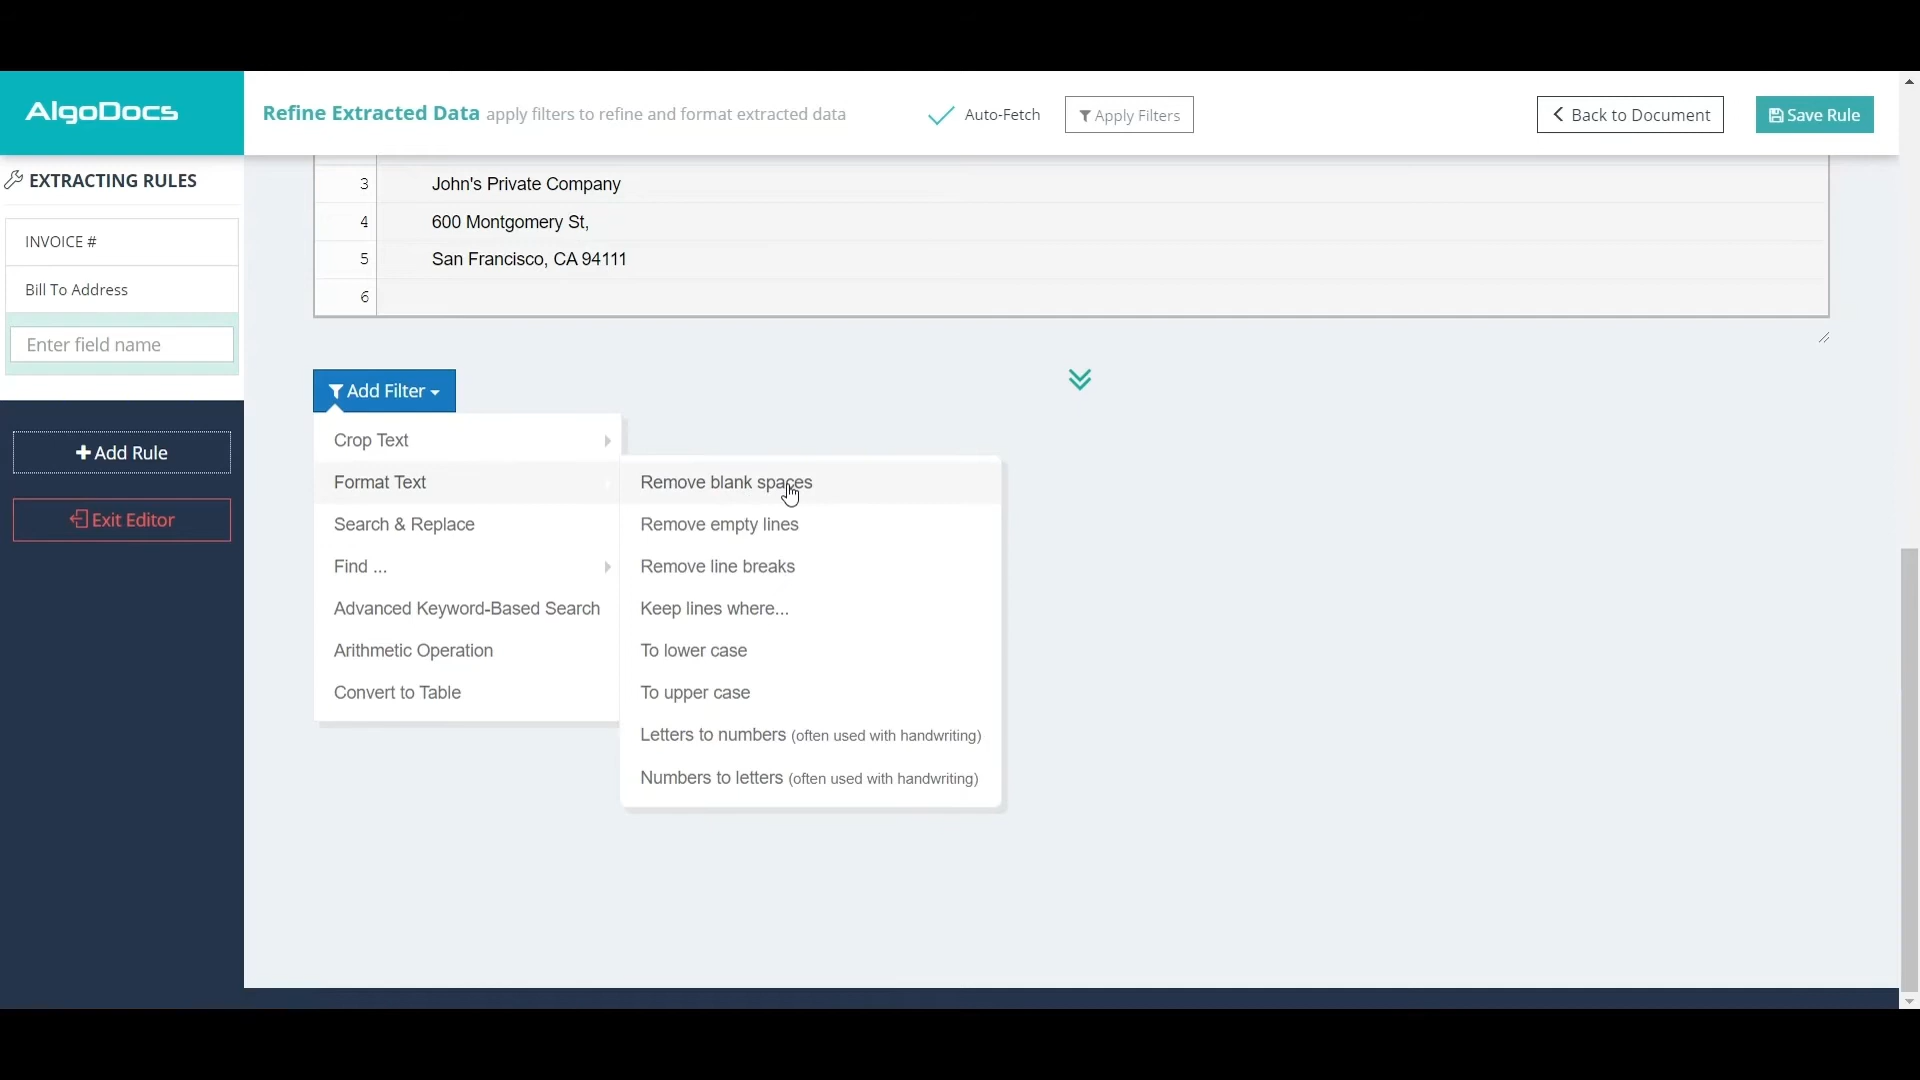 AlgoDocs
Refine Extracted Data apply filters to refine and format extracted data
Auto-Fetch
Apply Filters
Back to Document
Save Rule
EXTRACTING RULES
INVOICE #
Bill To Address
Enter field name
Add Rule
Exit Editor
3 John's Private Company
4 600 Montgomery St,
5 San Francisco, CA 94111
6
Add Filter
Crop Text
Format Text
Search & Replace
Find ...
Advanced Keyword-Based Search
Arithmetic Operation
Convert to Table
Remove blank spaces
Remove empty lines
Remove line breaks
Keep lines where...
To lower case
To upper case
Letters to numbers (often used with handwriting)
Numbers to letters (often used with handwriting)